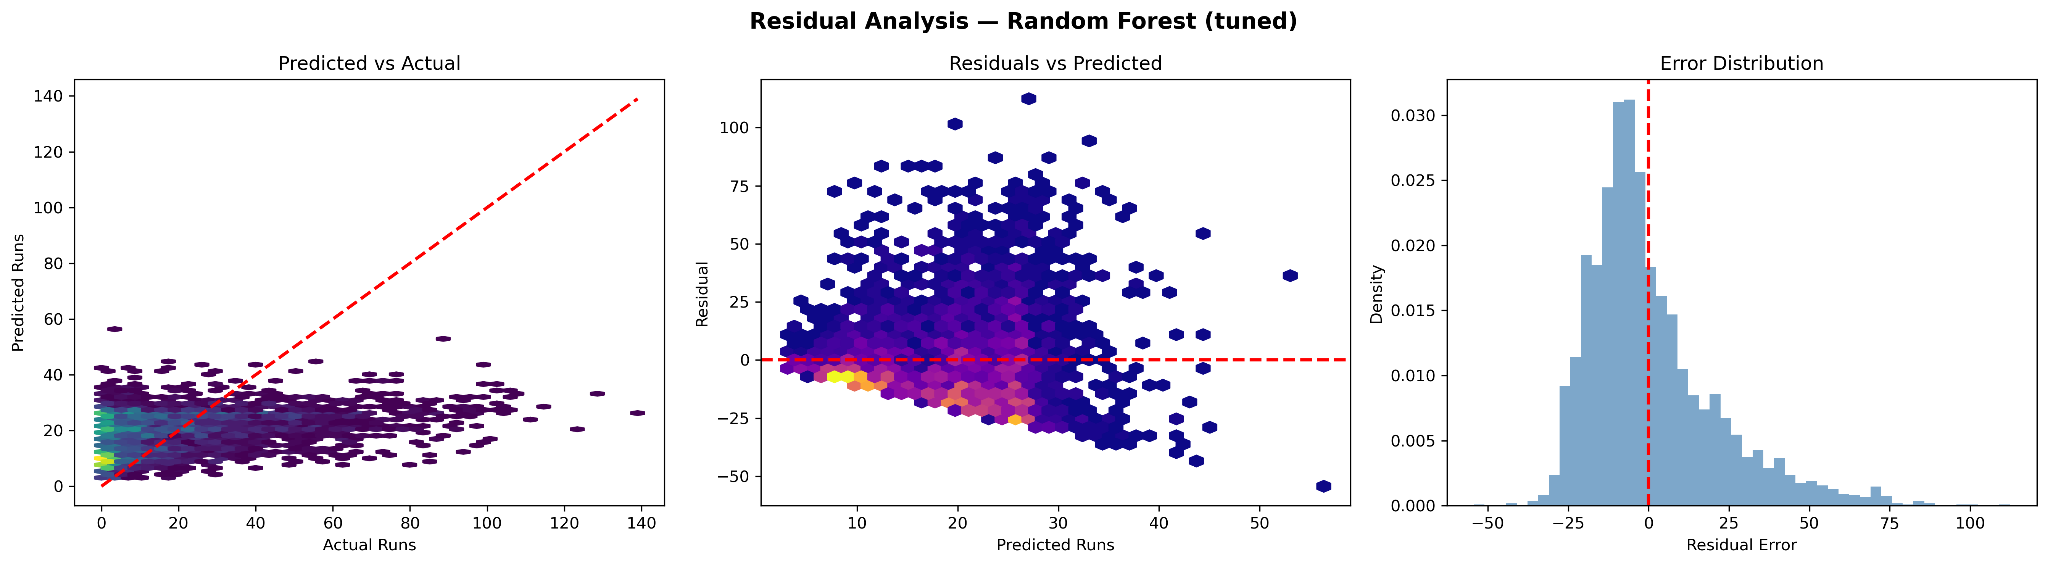 Residual Analysis — Random Forest (tuned)
Predicted vs Actual
Predicted Runs
140
120
100
80
60
40
20
0
0 20 40 60 80 100 120 140
Actual Runs
Residuals vs Predicted
Residual
100
75
50
25
0
−25
−50
10 20 30 40 50
Predicted Runs
Error Distribution
Density
0.030
0.025
0.020
0.015
0.010
0.005
0.000
−50 −25 0 25 50 75 100
Residual Error